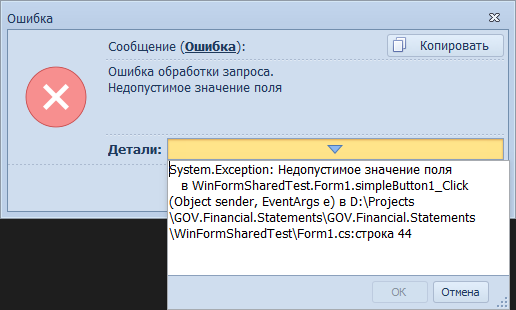 Ошибка
Сообщение (Ошибка):
Копировать
Ошибка обработки запроса.
Недопустимое значение поля
Детали:
System.Exception: Недопустимое значение поля
в WinFormSharedTest.Form1.simpleButton1_Click
(Object sender, EventArgs e) в D:\Projects
\GOV.Financial.Statements\GOV.Financial.Statements
\WinFormSharedTest\Form1.cs:строка 44
OK
Отмена